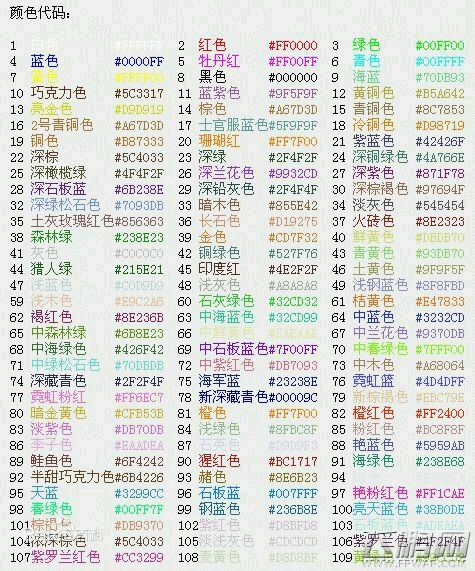 颜色代码：
1 白色 #FFFFFF 2 红色 #FF0000 3 绿色 #00FF00
4 蓝色 #0000FF 5 牡丹红 #FF00FF 6 青色 #00FFFF
7 黄色 #FFFF00 8 黑色 #000000 9 海蓝 #70DB93
10 巧克力色 #5C3317 11 蓝紫色 #9F5F9F 12 黄铜色 #B5A642
13 亮金色 #D9D919 14 棕色 #A67D3D 15 青铜色 #8C7853
16 2号青铜色 #A67D3D 17 士官服蓝色 #5F9F9F 18 冷铜色 #D98719
19 铜色 #B87333 20 珊瑚红 #FF7F00 21 紫蓝色 #42426F
22 深棕 #5C4033 23 深绿 #2F4F2F 24 深铜绿色 #4A766E
25 深橄榄绿 #4F4F2F 26 深兰花色 #9932CD 27 深紫色 #871F78
28 深石板蓝 #6B238E 29 深铅灰色 #2F4F4F 30 深棕褐色 #97694F
32 深绿松石色 #7093DB 33 暗木色 #855E42 34 淡灰色 #545454
35 土灰玫瑰红色 #856363 36 长石色 #D19275 37 火砖色 #8E2323
38 森林绿 #238E23 39 金色 #CD7F32 40 鲜黄色 #DBDB70
41 灰色 #C0C0C0 42 铜绿色 #527F76 43 青黄色 #93DB70
44 猎人绿 #215E21 45 印度红 #4E2F2F 46 土黄色 #9F9F5F
47 浅蓝色 #C0D9D9 48 浅灰色 #A8A8A8 49 浅钢蓝色 #8F8FBD
59 浅木色 #E9C2A6 60 石灰绿色 #32CD32 61 桔黄色 #E47833
62 褐红色 #8E236B 63 中海蓝色 #32CD99 64 中蓝色 #3232CD
65 中森林绿 #6B8E23 66 中鲜黄色 #EAEAAE 67 中兰花色 #9370DB
68 中海绿色 #426F42 69 中石板蓝色 #7F00FF 70 中春绿色 #7FFF00
71 中绿松石色 #70DBDB 72 中紫红色 #DB7093 73 中木色 #A68064
74 深藏青色 #2F2F4F 75 海军蓝 #23238E 76 霓虹蓝 #4D4DFF
77 霓虹粉红 #FF6EC7 78 新深藏青色 #00009C 79 新棕褐色 #EBC79E
80 暗金黄色 #CFB53B 81 橙色 #FF7F00 82 橙红色 #FF2400
83 淡紫色 #DB70DB 84 浅绿色 #8FBC8F 85 粉红色 #BC8F8F
86 李子色 #EAADEA 87 石英色 #D9D9F3 88 艳蓝色 #5959AB
89 鲑鱼色 #6F4242 90 猩红色 #BC1717 91 海绿色 #238E68
92 半甜巧克力色 #6B4226 93 赭色 #8E6B23 94
95 天蓝 #3299CC 96 石板蓝 #007FFF 97 艳粉红色 #FF1CAE
98 春绿色 #00FF7F 99 钢蓝色 #236B8E 100 亮天蓝色 #38B0DE
101 棕褐色 #DB9370 102 紫红色 #D8BFD8 103 石板蓝色 #ADEAEA
104 浓深棕色 #5C4033 105 淡浅灰色 #CDCDCD 106 紫罗兰色 #4F2F4F
107 紫罗兰红色 #CC3299 108 麦黄色 #D8D8BF 109 黄绿色
WWW.FFWAF.COM